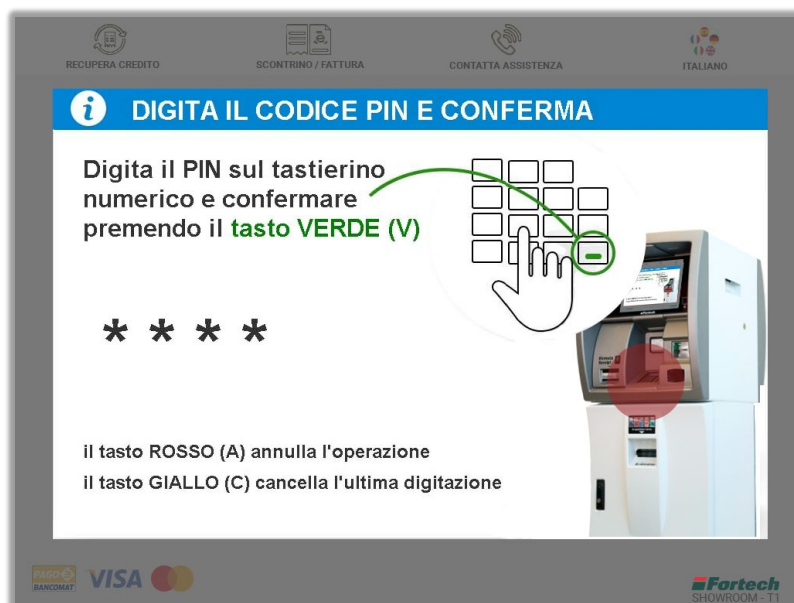 RECUPERA CREDITO
SCONTRINO / FATTURA
CONTATTA ASSISTENZA
ITALIANO
i DIGITA IL CODICE PIN E CONFERMA
Digita il PIN sul tastierino
numerico e confermare
premendo il tasto VERDE (V)
* * * *
il tasto ROSSO (A) annulla l'operazione
il tasto GIALLO (C) cancella l'ultima digitazione
PAGO
BANCOMAT
VISA
Fortech
SHOWROOM - T1